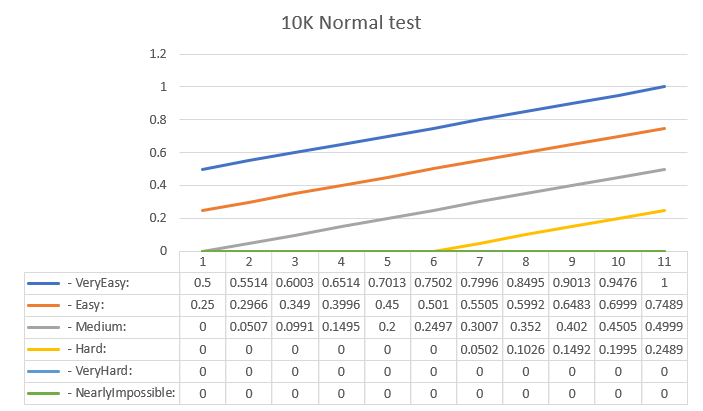 10K Normal test
1.2
1
0.8
0.6
0.4
0.2
0
1 2 3 4 5 6 7 8 9 10 11
- VeryEasy: 0.5 0.5514 0.6003 0.6514 0.7013 0.7502 0.7996 0.8495 0.9013 0.9476 1
- Easy: 0.25 0.2966 0.349 0.3996 0.45 0.501 0.5505 0.5992 0.6483 0.6999 0.7489
- Medium: 0 0.0507 0.0991 0.1495 0.2 0.2497 0.3007 0.352 0.402 0.4505 0.4999
- Hard: 0 0 0 0 0 0 0.0502 0.1026 0.1492 0.1995 0.2489
- VeryHard: 0 0 0 0 0 0 0 0 0 0 0
- NearlyImpossible: 0 0 0 0 0 0 0 0 0 0 0